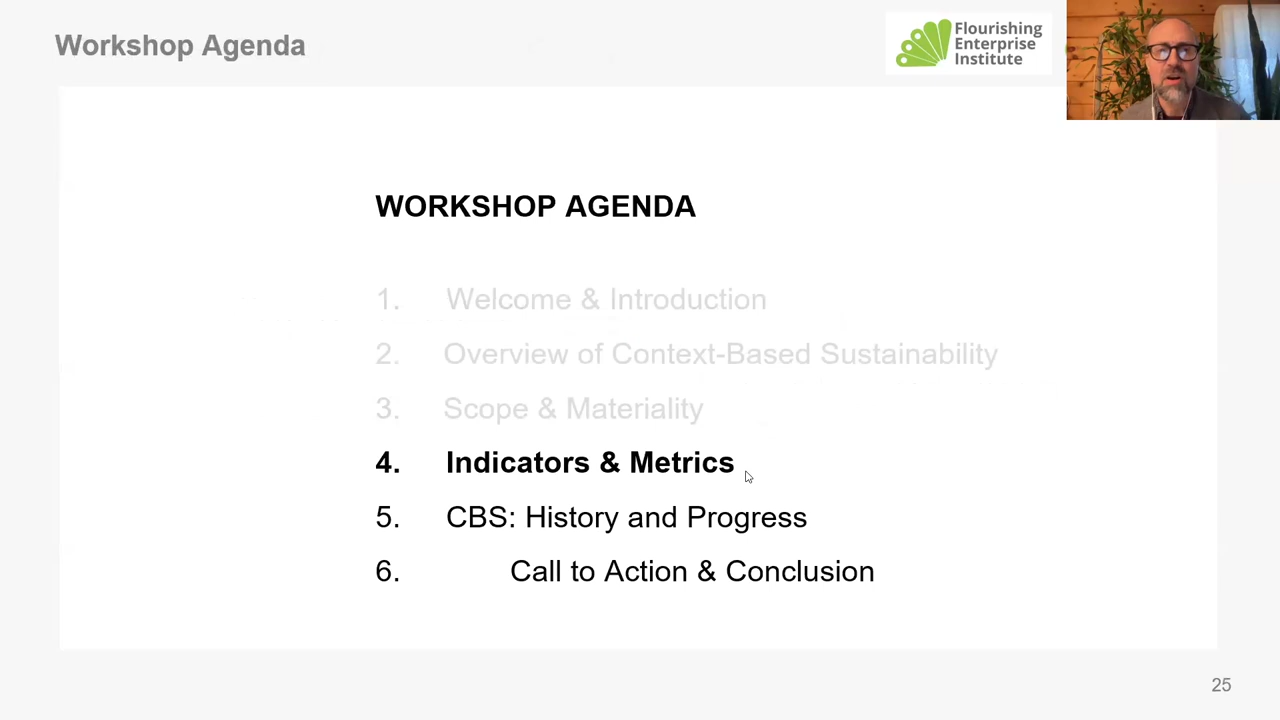 Workshop Agenda
Flourishing
Enterprise
Institute
WORKSHOP AGENDA
1. Welcome & Introduction
2. Overview of Context-Based Sustainability
3. Scope & Materiality
4. Indicators & Metrics
5. CBS: History and Progress
6. Call to Action & Conclusion
25